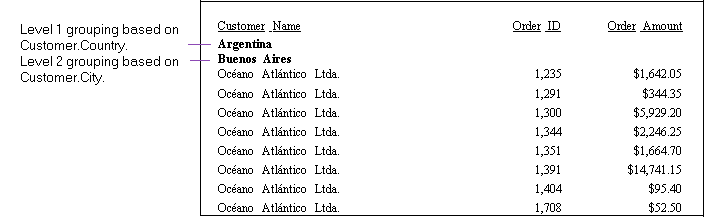 Level 1 grouping based on
Customer.Country.
Level 2 grouping based on
Customer.City.
Customer Name Order ID Order Amount
Argentina
Buenos Aires
Océano Atlántico Ltda. 1,235 $1,642.05
Océano Atlántico Ltda. 1,291 $344.35
Océano Atlántico Ltda. 1,300 $5,929.20
Océano Atlántico Ltda. 1,344 $2,246.25
Océano Atlántico Ltda. 1,351 $1,664.70
Océano Atlántico Ltda. 1,391 $14,741.15
Océano Atlántico Ltda. 1,404 $95.40
Océano Atlántico Ltda. 1,708 $52.50